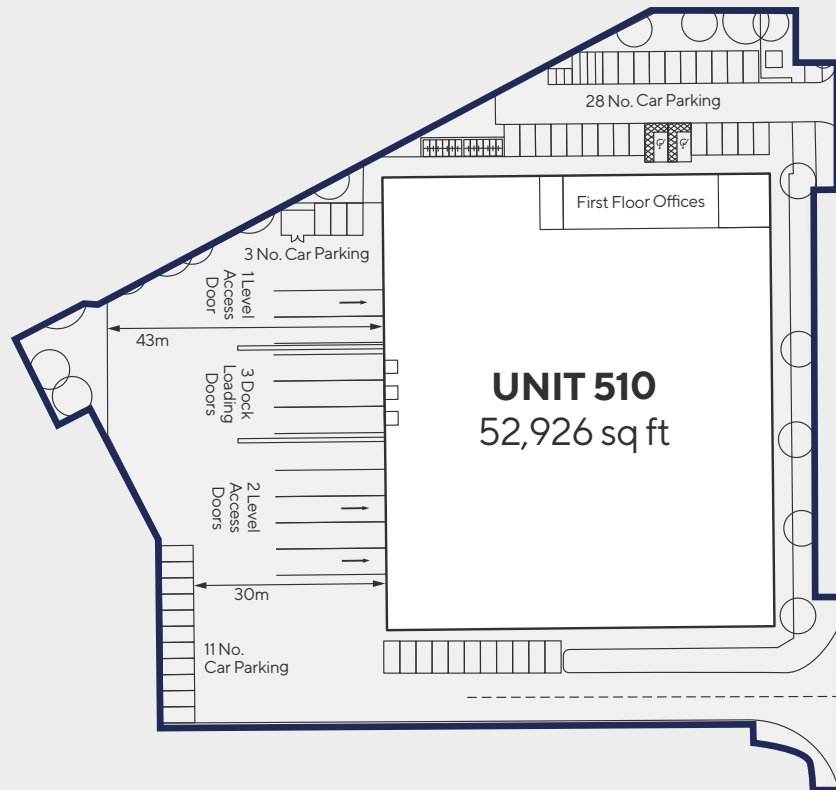 28 No. Car Parking
First Floor Offices
3 No. Car Parking
1 Level
Access
Door
43m
3 Dock
Loading
Doors
UNIT 510
52,926 sq ft
2 Level
Access
Doors
30m
11 No.
Car Parking